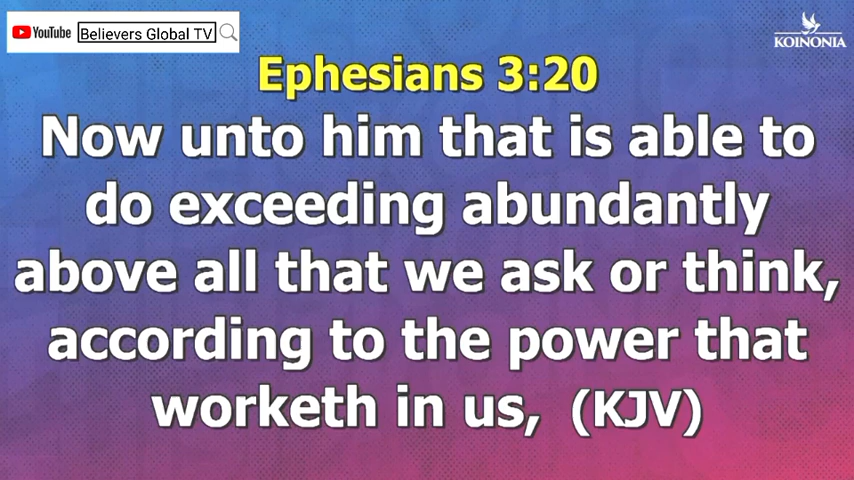 YouTube Believers Global TV
KOINONIA
Ephesians 3:20
Now unto him that is able to
do exceeding abundantly
above all that we ask or think,
according to the power that
worketh in us, (KJV)